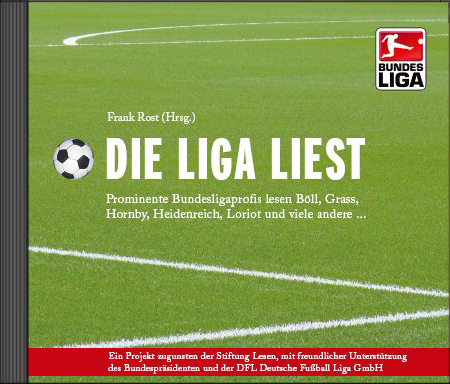 BUNDES
LIGA
Frank Rost (Hrsg.)
DIE LIGA LIEST
Prominente Bundesligaprofis lesen Böll, Grass,
Hornby, Heidenreich, Loriot und viele andere ...
Ein Projekt zugunsten der Stiftung Lesen, mit freundlicher Unterstützung
des Bundespräsidenten und der DFL Deutsche Fußball Liga GmbH